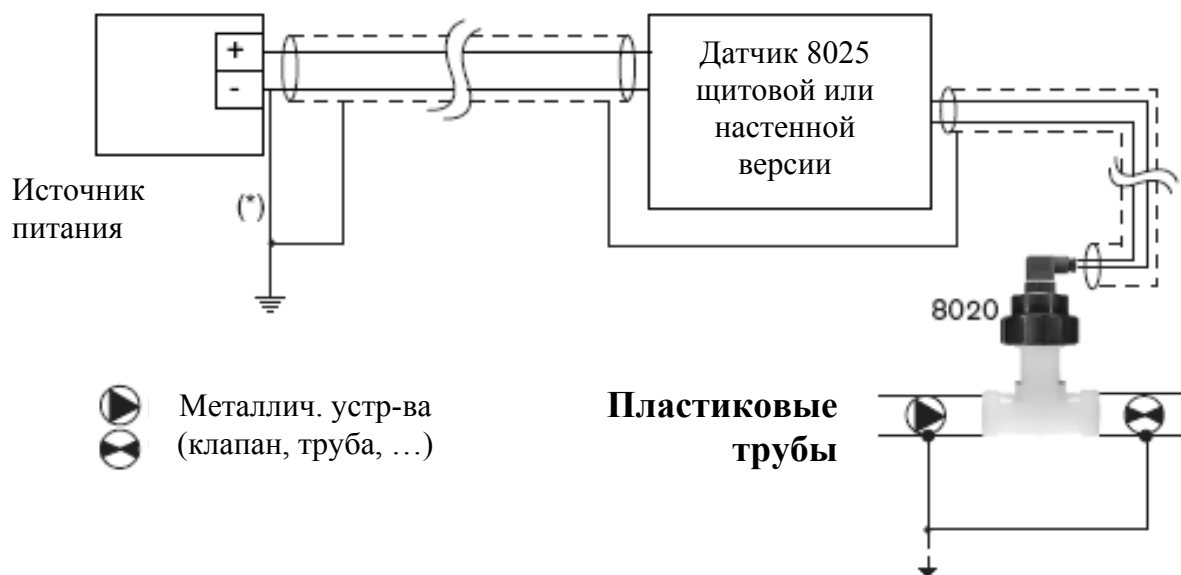 +
-
Датчик 8025
щитовой или
настенной
версии
Источник
питания
(*)
8020
Металлич. устр-ва
(клапан, труба, …)
Пластиковые
трубы